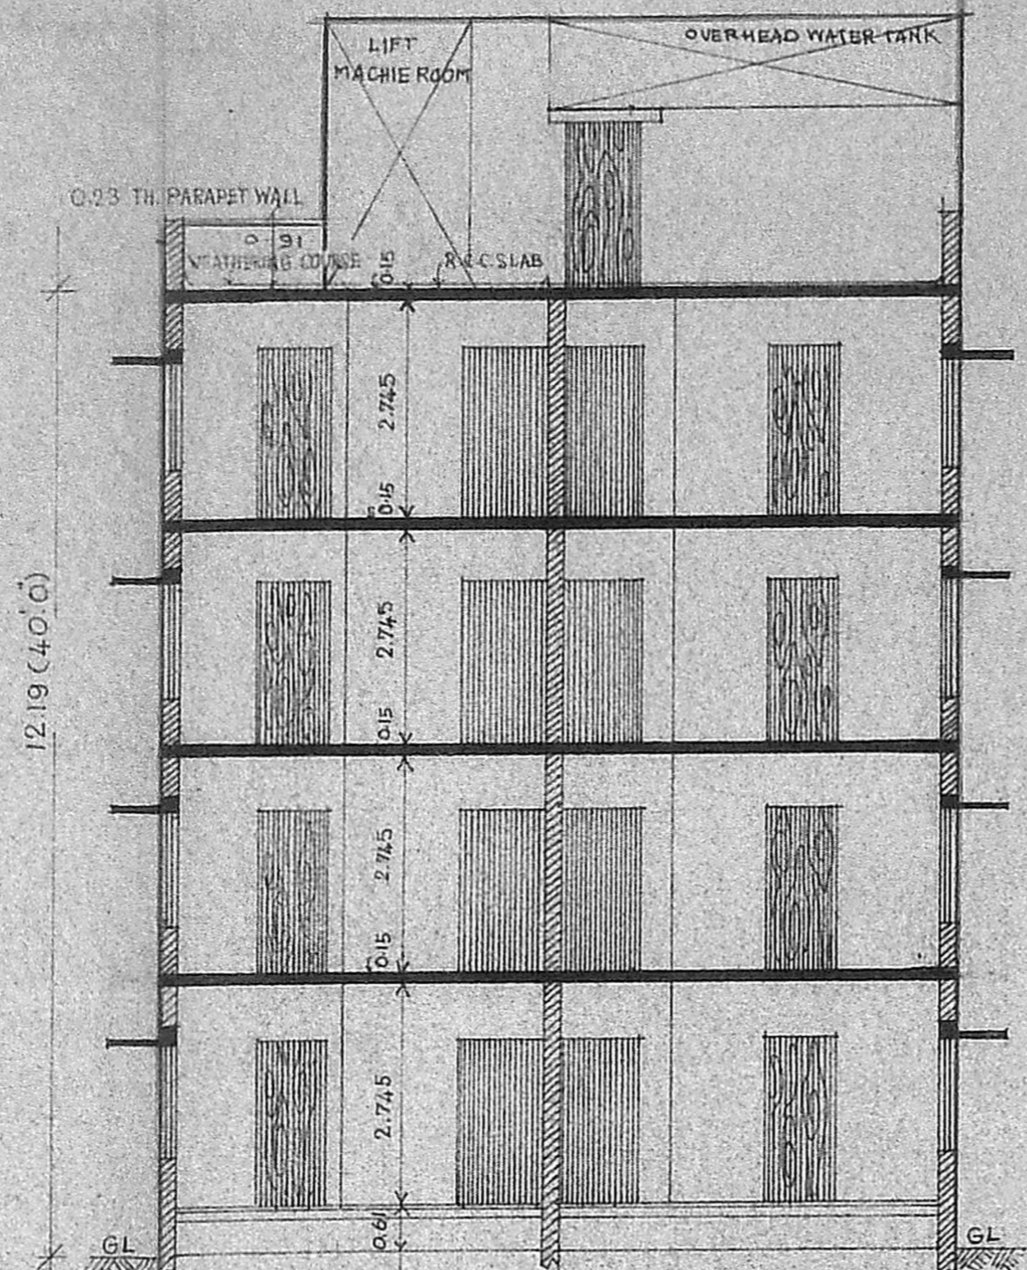 LIFT
MACHIE ROOM
OVERHEAD WATER TANK
0.23 TH. PARAPET WALL
0 91
WEATHERING COURSE
0.15
R.C.C. SLAB
2.745
0.15
2.745
0.15
2.745
0.15
2.745
0.61
12.19 (40'.0")
GL
GL